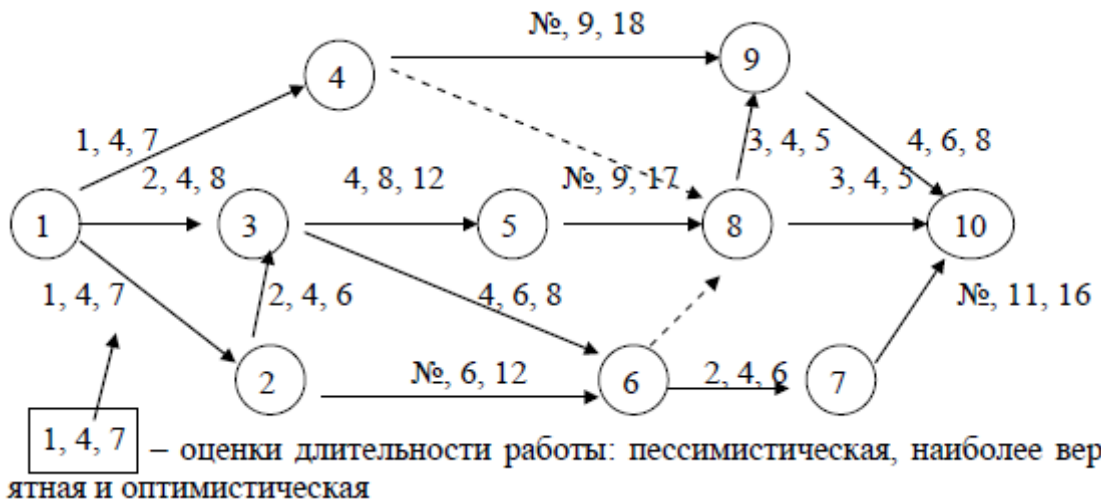 №, 9, 18
4
9
1, 4, 7
3, 4, 5
4, 6, 8
2, 4, 8
4, 8, 12
№, 9, 17
3, 4, 5
1
3
5
8
10
1, 4, 7
2, 4, 6
4, 6, 8
№, 11, 16
2
№, 6, 12
6
2, 4, 6
7
1, 4, 7 – оценки длительности работы: пессимистическая, наиболее вер
ятная и оптимистическая